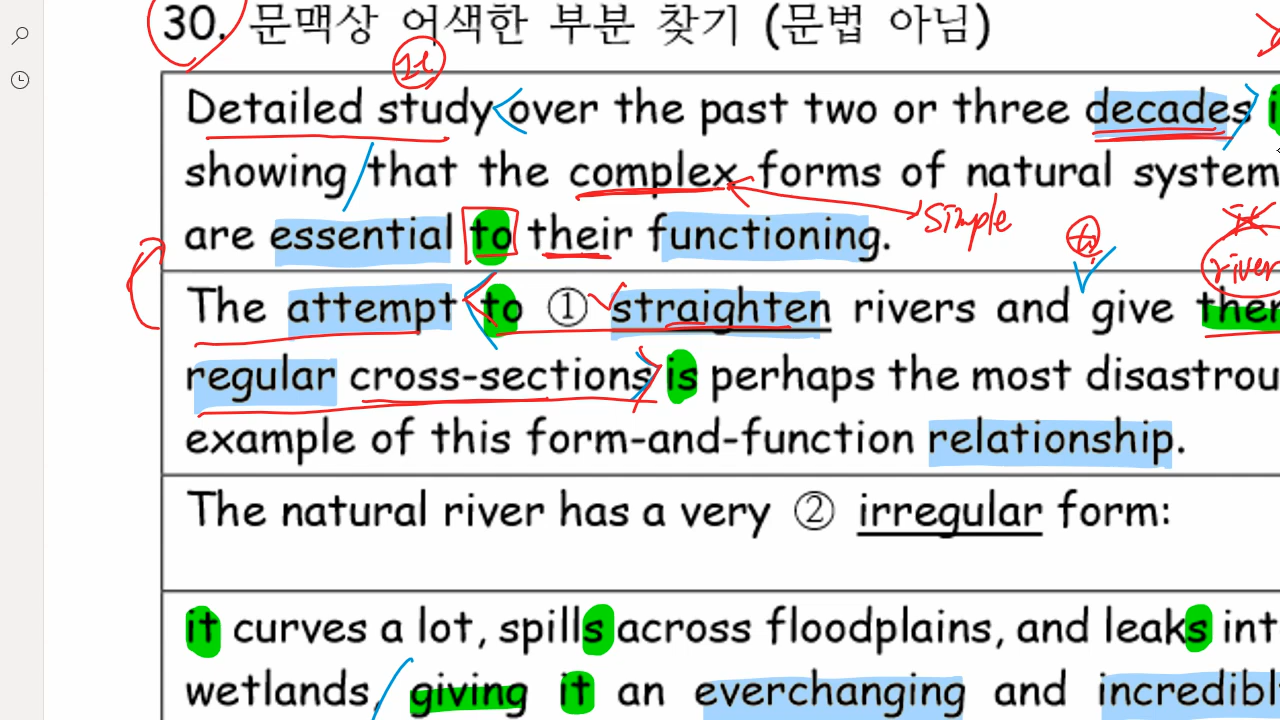 30. 문맥상 어색한 부분 찾기 (문법 아님)
Detailed study over the past two or three decades
showing that the complex forms of natural system
simple
are essential to their functioning.
river
The attempt to ① straighten rivers and give
regular cross-sections is perhaps the most disastrou
example of this form-and-function relationship.
The natural river has a very ② irregular form:
it curves a lot, spills across floodplains, and leaks int
wetlands, giving it an everchanging and incredibl